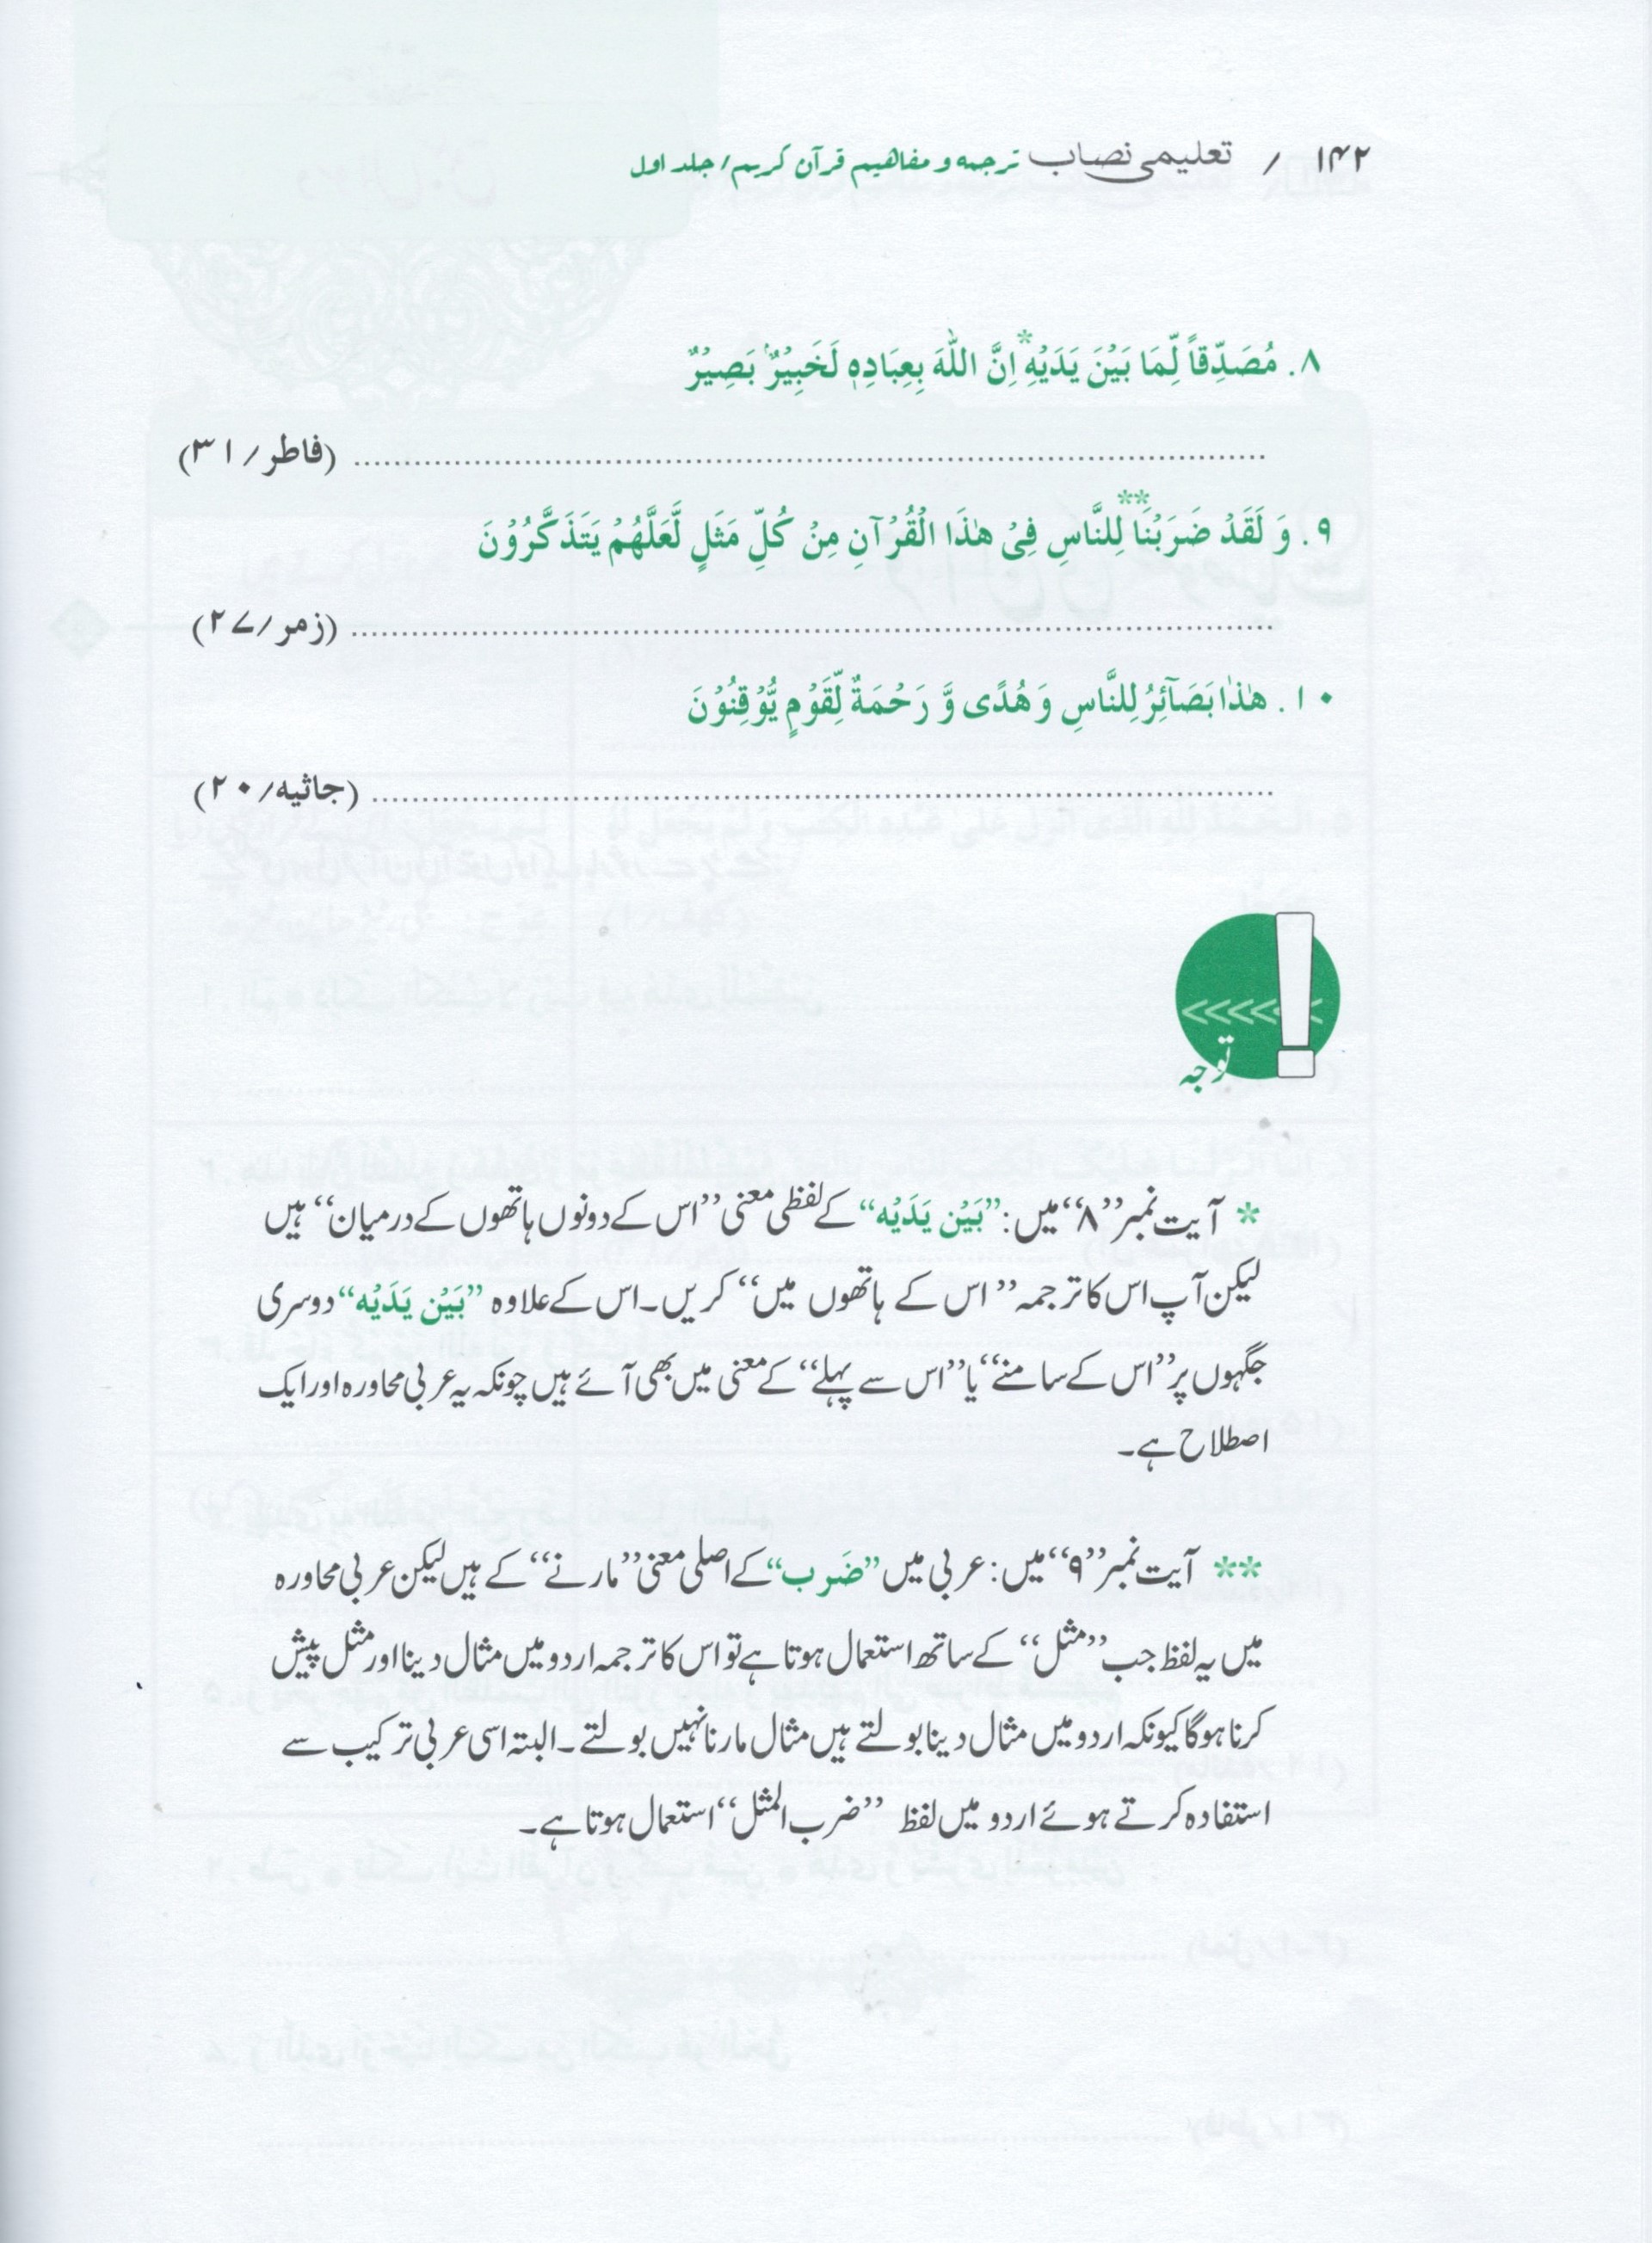 ۱۴۲ / تعلیمی نصاب ترجمہ و مفاهیم قرآن کریم/ جلد اول
۸. مُصَدِّقاً لِّمَا بَیْنَ یَدَیْهِ* اِنَّ اللّٰهَ بِعِبَادِهٖ لَخَبِیْرٌۢ بَصِیْرٌ
........................................ (فاطر/۳۱)
۹. وَ لَقَدْ ضَرَبْنَا** لِلنَّاسِ فِیْ هٰذَا الْقُرْآنِ مِنْ کُلِّ مَثَلٍ لَّعَلَّهُمْ یَتَذَکَّرُوْنَ
........................................ (زمر/۲۷)
۱۰. هٰذَا بَصَآئِرُ لِلنَّاسِ وَ هُدًی وَّ رَحْمَةٌ لِّقَوْمٍ یُّوْقِنُوْنَ
........................................ (جاثیه/۲۰)
توجہ
* آیت نمبر ’’۸‘‘ میں: ’’بَیْن یَدَیْه‘‘ کے لفظی معنی ’’اس کے دونوں ہاتھوں کے درمیان‘‘ ہیں
لیکن آپ اس کا ترجمہ ’’اس کے ہاتھوں میں‘‘ کریں۔ اس کے علاوہ ’’بَیْن یَدَیْه‘‘ دوسری
جگہوں پر ’’اس کے سامنے‘‘ یا ’’اس سے پہلے‘‘ کے معنی میں بھی آئے ہیں چونکہ یہ عربی محاورہ اور ایک
اصطلاح ہے۔
** آیت نمبر ’’۹‘‘ میں: عربی میں ’’ضَرب‘‘ کے اصلی معنی ’’مارنے‘‘ کے ہیں لیکن عربی محاورہ
میں یہ لفظ جب ’’مثل‘‘ کے ساتھ استعمال ہوتا ہے تو اس کا ترجمہ اردو میں مثال دینا اور مثل پیش
کرنا ہوگا کیونکہ اردو میں مثال دینا بولتے ہیں مثال مارنا نہیں بولتے۔ البتہ اسی عربی ترکیب سے
استفادہ کرتے ہوئے اردو میں لفظ ’’ضرب المثل‘‘ استعمال ہوتا ہے۔